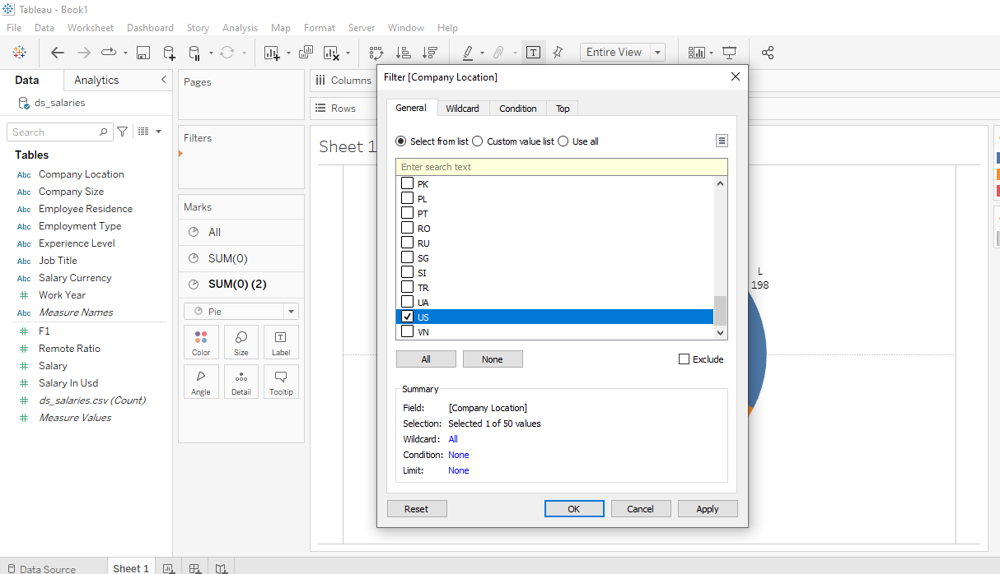 Tableau - Book1
File Data Worksheet Dashboard Story Analysis Map Format Server Window Help
Entire View
Data Analytics
ds_salaries
Search
Tables
Abc Company Location
Abc Company Size
Abc Employee Residence
Abc Employment Type
Abc Experience Level
Abc Job Title
Abc Salary Currency
# Work Year
Abc Measure Names
# F1
# Remote Ratio
# Salary
# Salary In Usd
# ds_salaries.csv (Count)
# Measure Values
Pages
Filters
Marks
All
SUM(0)
SUM(0) (2)
Pie
Color Size Label
Angle Detail Tooltip
Columns
Rows
Sheet 1
L
198
Filter [Company Location]
General Wildcard Condition Top
Select from list Custom value list Use all
Enter search text
PK
PL
PT
RO
RU
SG
SI
TR
UA
US
VN
All None Exclude
Summary
Field: [Company Location]
Selection: Selected 1 of 50 values
Wildcard: All
Condition: None
Limit: None
Reset OK Cancel Apply
Data Source Sheet 1